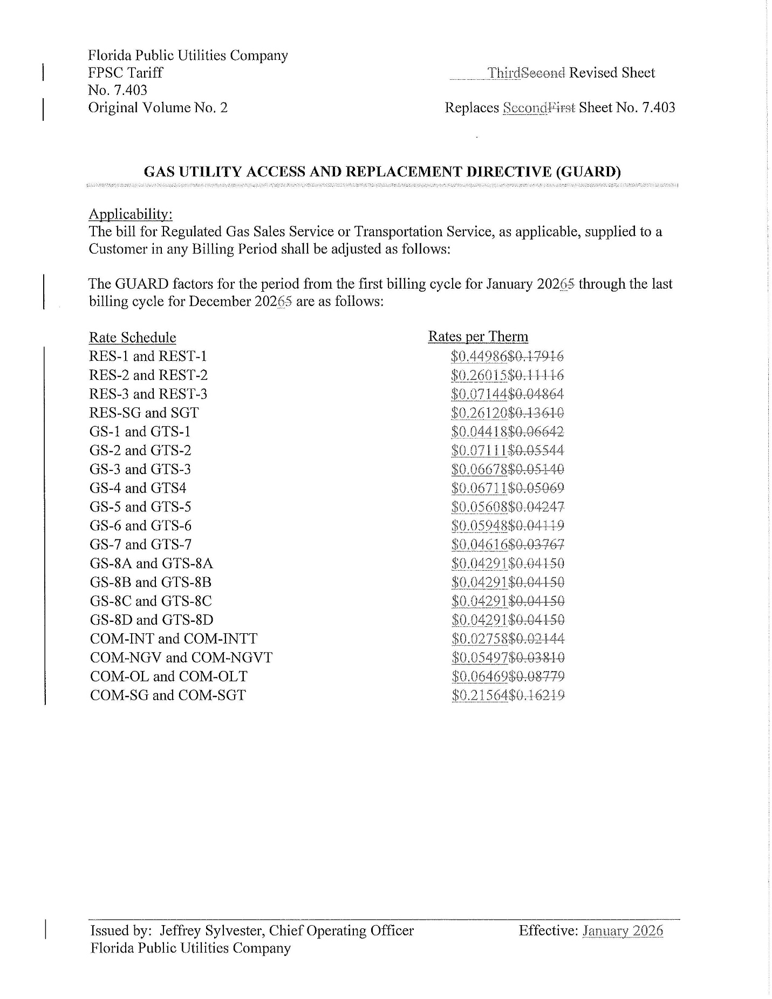 Florida Public Utilities Company
FPSC Tariff ThirdSecond Revised Sheet
No. 7.403
Original Volume No. 2 Replaces SecondFirst Sheet No. 7.403
GAS UTILITY ACCESS AND REPLACEMENT DIRECTIVE (GUARD)
Applicability:
The bill for Regulated Gas Sales Service or Transportation Service, as applicable, supplied to a
Customer in any Billing Period shall be adjusted as follows:
The GUARD factors for the period from the first billing cycle for January 20265 through the last
billing cycle for December 20265 are as follows:
Rate Schedule Rates per Therm
RES-1 and REST-1 $0.44986$0.17916
RES-2 and REST-2 $0.26015$0.11116
RES-3 and REST-3 $0.07144$0.04864
RES-SG and SGT $0.26120$0.13610
GS-1 and GTS-1 $0.04418$0.06642
GS-2 and GTS-2 $0.07111$0.05544
GS-3 and GTS-3 $0.06678$0.05140
GS-4 and GTS4 $0.06711$0.05069
GS-5 and GTS-5 $0.05608$0.04247
GS-6 and GTS-6 $0.05948$0.04119
GS-7 and GTS-7 $0.04616$0.03767
GS-8A and GTS-8A $0.04291$0.04150
GS-8B and GTS-8B $0.04291$0.04150
GS-8C and GTS-8C $0.04291$0.04150
GS-8D and GTS-8D $0.04291$0.04150
COM-INT and COM-INTT $0.02758$0.02144
COM-NGV and COM-NGVT $0.05497$0.03810
COM-OL and COM-OLT $0.06469$0.08779
COM-SG and COM-SGT $0.21564$0.16219
Issued by: Jeffrey Sylvester, Chief Operating Officer Effective: January 2026
Florida Public Utilities Company